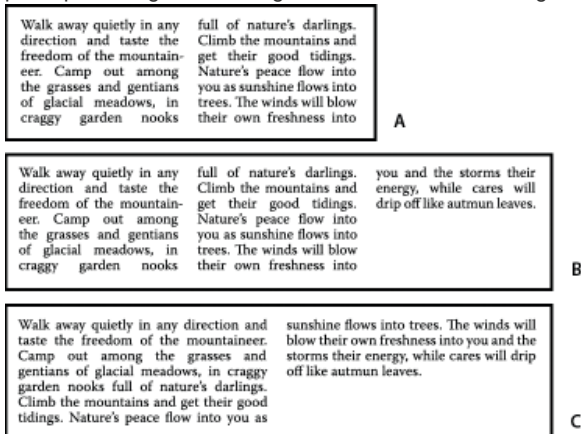 Walk away quietly in any
direction and taste the
freedom of the mountain-
eer. Camp out among
the grasses and gentians
of glacial meadows, in
craggy garden nooks
full of nature's darlings.
Climb the mountains and
get their good tidings.
Nature's peace flow into
you as sunshine flows into
trees. The winds will blow
their own freshness into
A
Walk away quietly in any
direction and taste the
freedom of the mountain-
eer. Camp out among
the grasses and gentians
of glacial meadows, in
craggy garden nooks
full of nature's darlings.
Climb the mountains and
get their good tidings.
Nature's peace flow into
you as sunshine flows into
trees. The winds will blow
their own freshness into
you and the storms their
energy, while cares will
drip off like autmun leaves.
B
Walk away quietly in any direction and
taste the freedom of the mountaineer.
Camp out among the grasses and
gentians of glacial meadows, in craggy
garden nooks full of nature's darlings.
Climb the mountains and get their good
tidings. Nature's peace flow into you as
sunshine flows into trees. The winds will
blow their own freshness into you and the
storms their energy, while cares will drip
off like autmun leaves.
C